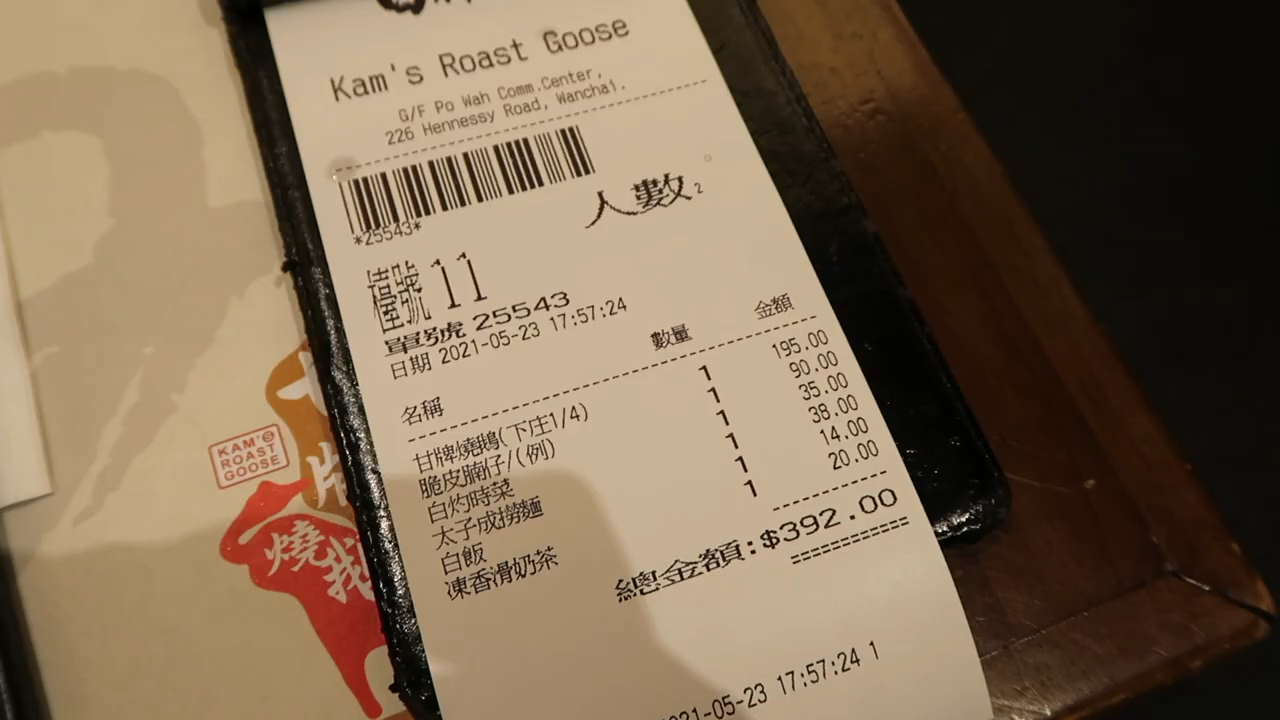 Kam's Roast Goose
G/F Po Wah Comm.Center,
226 Hennessy Road, Wanchai.
*25543*
人數 2
檯號 11
單號 25543
日期 2021-05-23 17:57:24
名稱 數量 金額
甘牌燒鵝(下庄1/4) 1 195.00
脆皮腩仔/(例) 1 90.00
白灼時菜 1 35.00
太子成撈麵 1 38.00
白飯 1 14.00
凍香滑奶茶 1 20.00
總金額:$392.00
21-05-23 17:57:24 1
KAM'S
ROAST
GOOSE
牌
燒